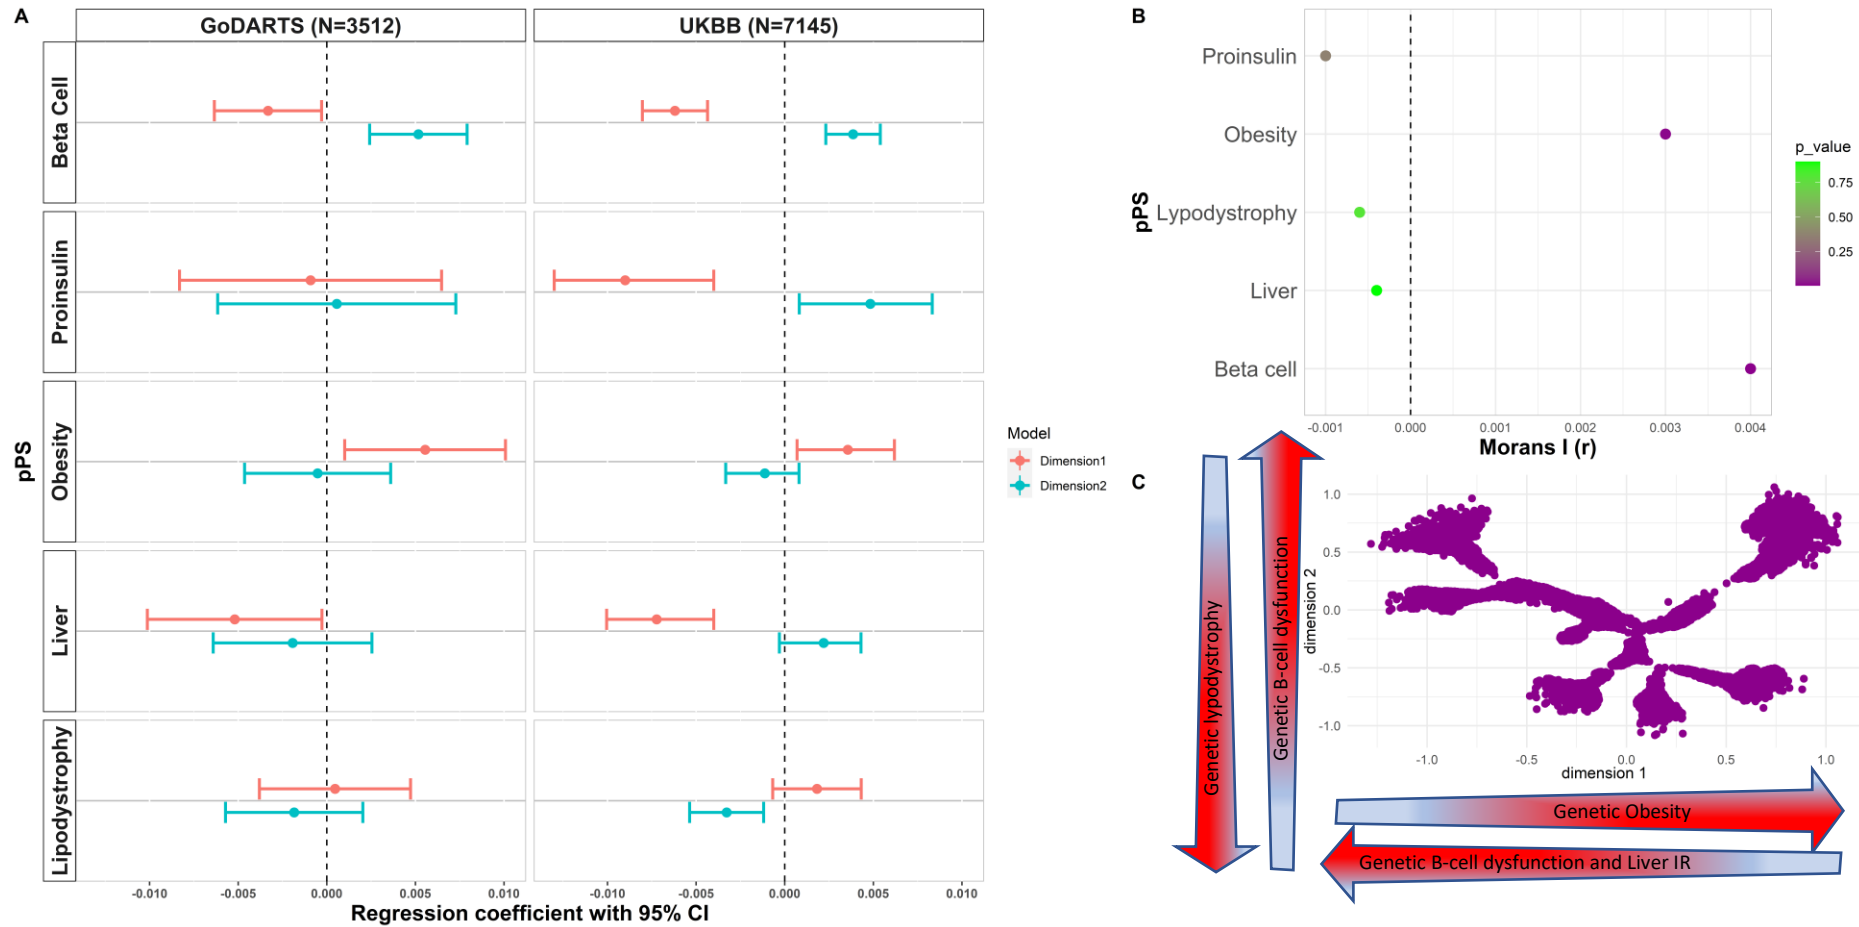 A
GoDARTS (N=3512)
UKBB (N=7145)
pPS
Beta Cell
Proinsulin
Obesity
Liver
Lipodystrophy
-0.010
-0.005
0.000
0.005
0.010
-0.010
-0.005
0.000
0.005
0.010
Regression coefficient with 95% CI
Model
Dimension1
Dimension2
B
pPS
Proinsulin
Obesity
Lypodystrophy
Liver
Beta cell
-0.001
0.000
0.001
0.002
0.003
0.004
Morans I (r)
p_value
0.75
0.50
0.25
C
Genetic lypodystrophy
Genetic B-cell dysfunction
dimension 2
1.0
0.5
0.0
-0.5
-1.0
-1.0
-0.5
0.0
0.5
1.0
dimension 1
Genetic Obesity
Genetic B-cell dysfunction and Liver IR